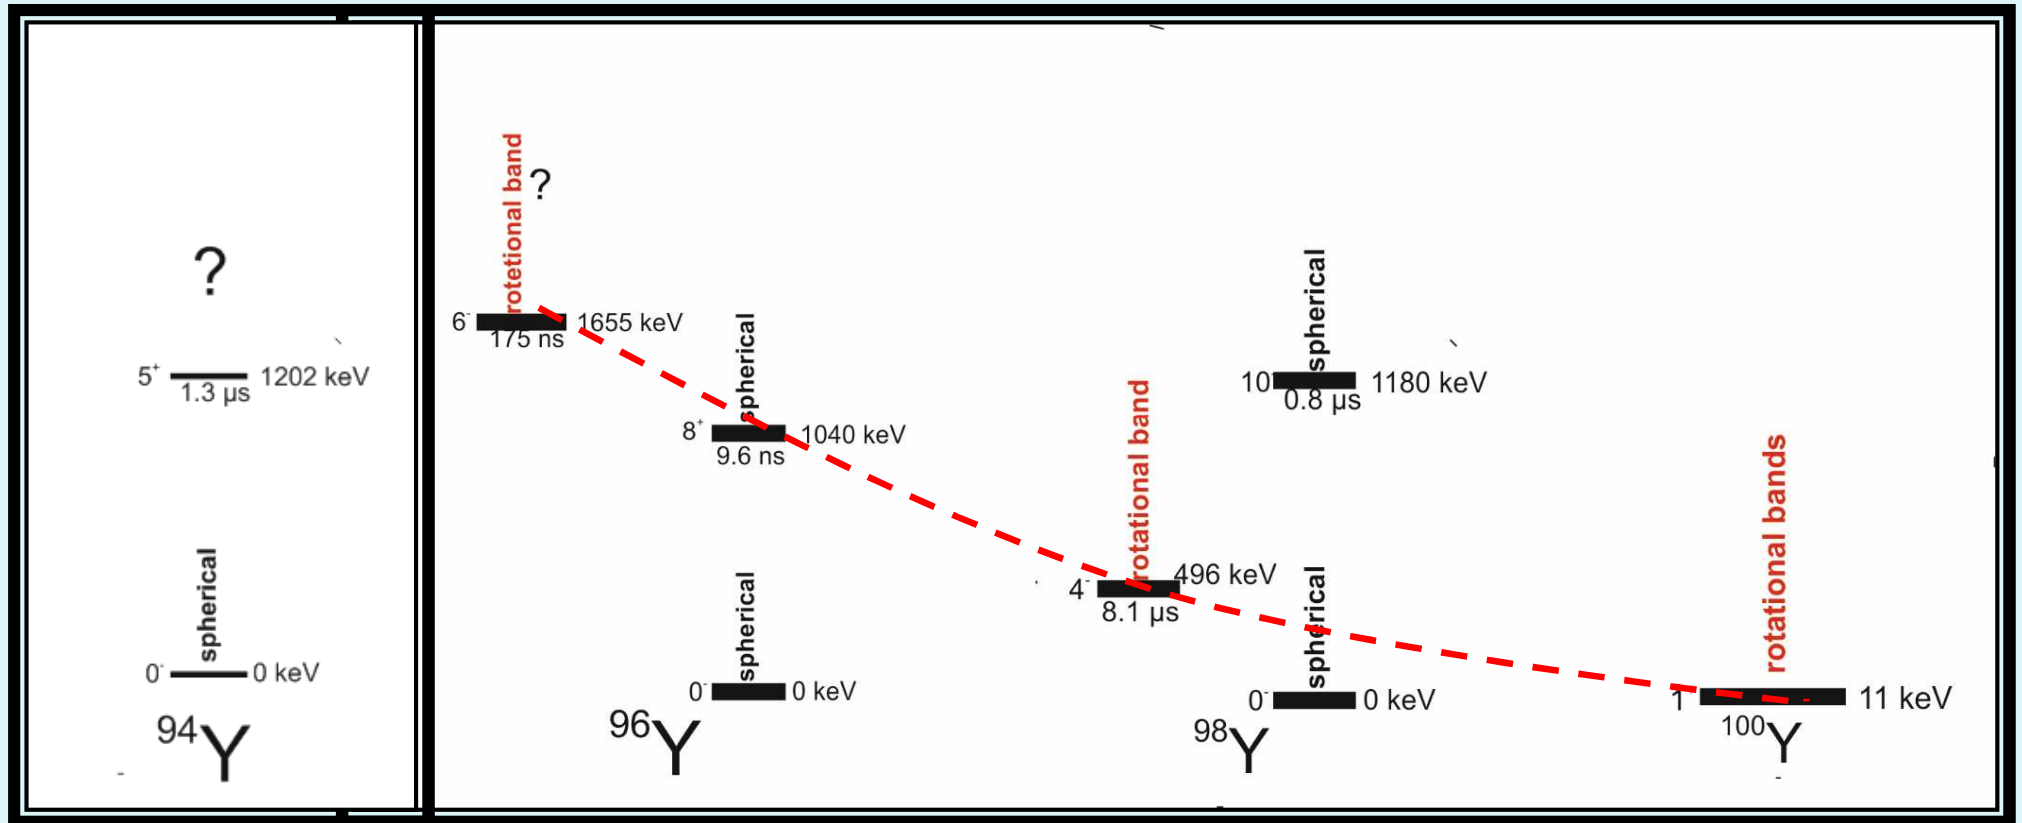 ?
5⁺ 1202 keV
1.3 µs
spherical
0⁻ 0 keV
⁹⁴Y
rotetional band
?
6⁻ 1655 keV
175 ns
spherical
8⁺ 1040 keV
9.6 ns
spherical
0⁻ 0 keV
⁹⁶Y
rotational band
4⁻ 496 keV
8.1 µs
spherical
10⁻ 1180 keV
0.8 µs
spherical
0⁻ 0 keV
⁹⁸Y
rotational bands
1⁻ 11 keV
¹⁰⁰Y